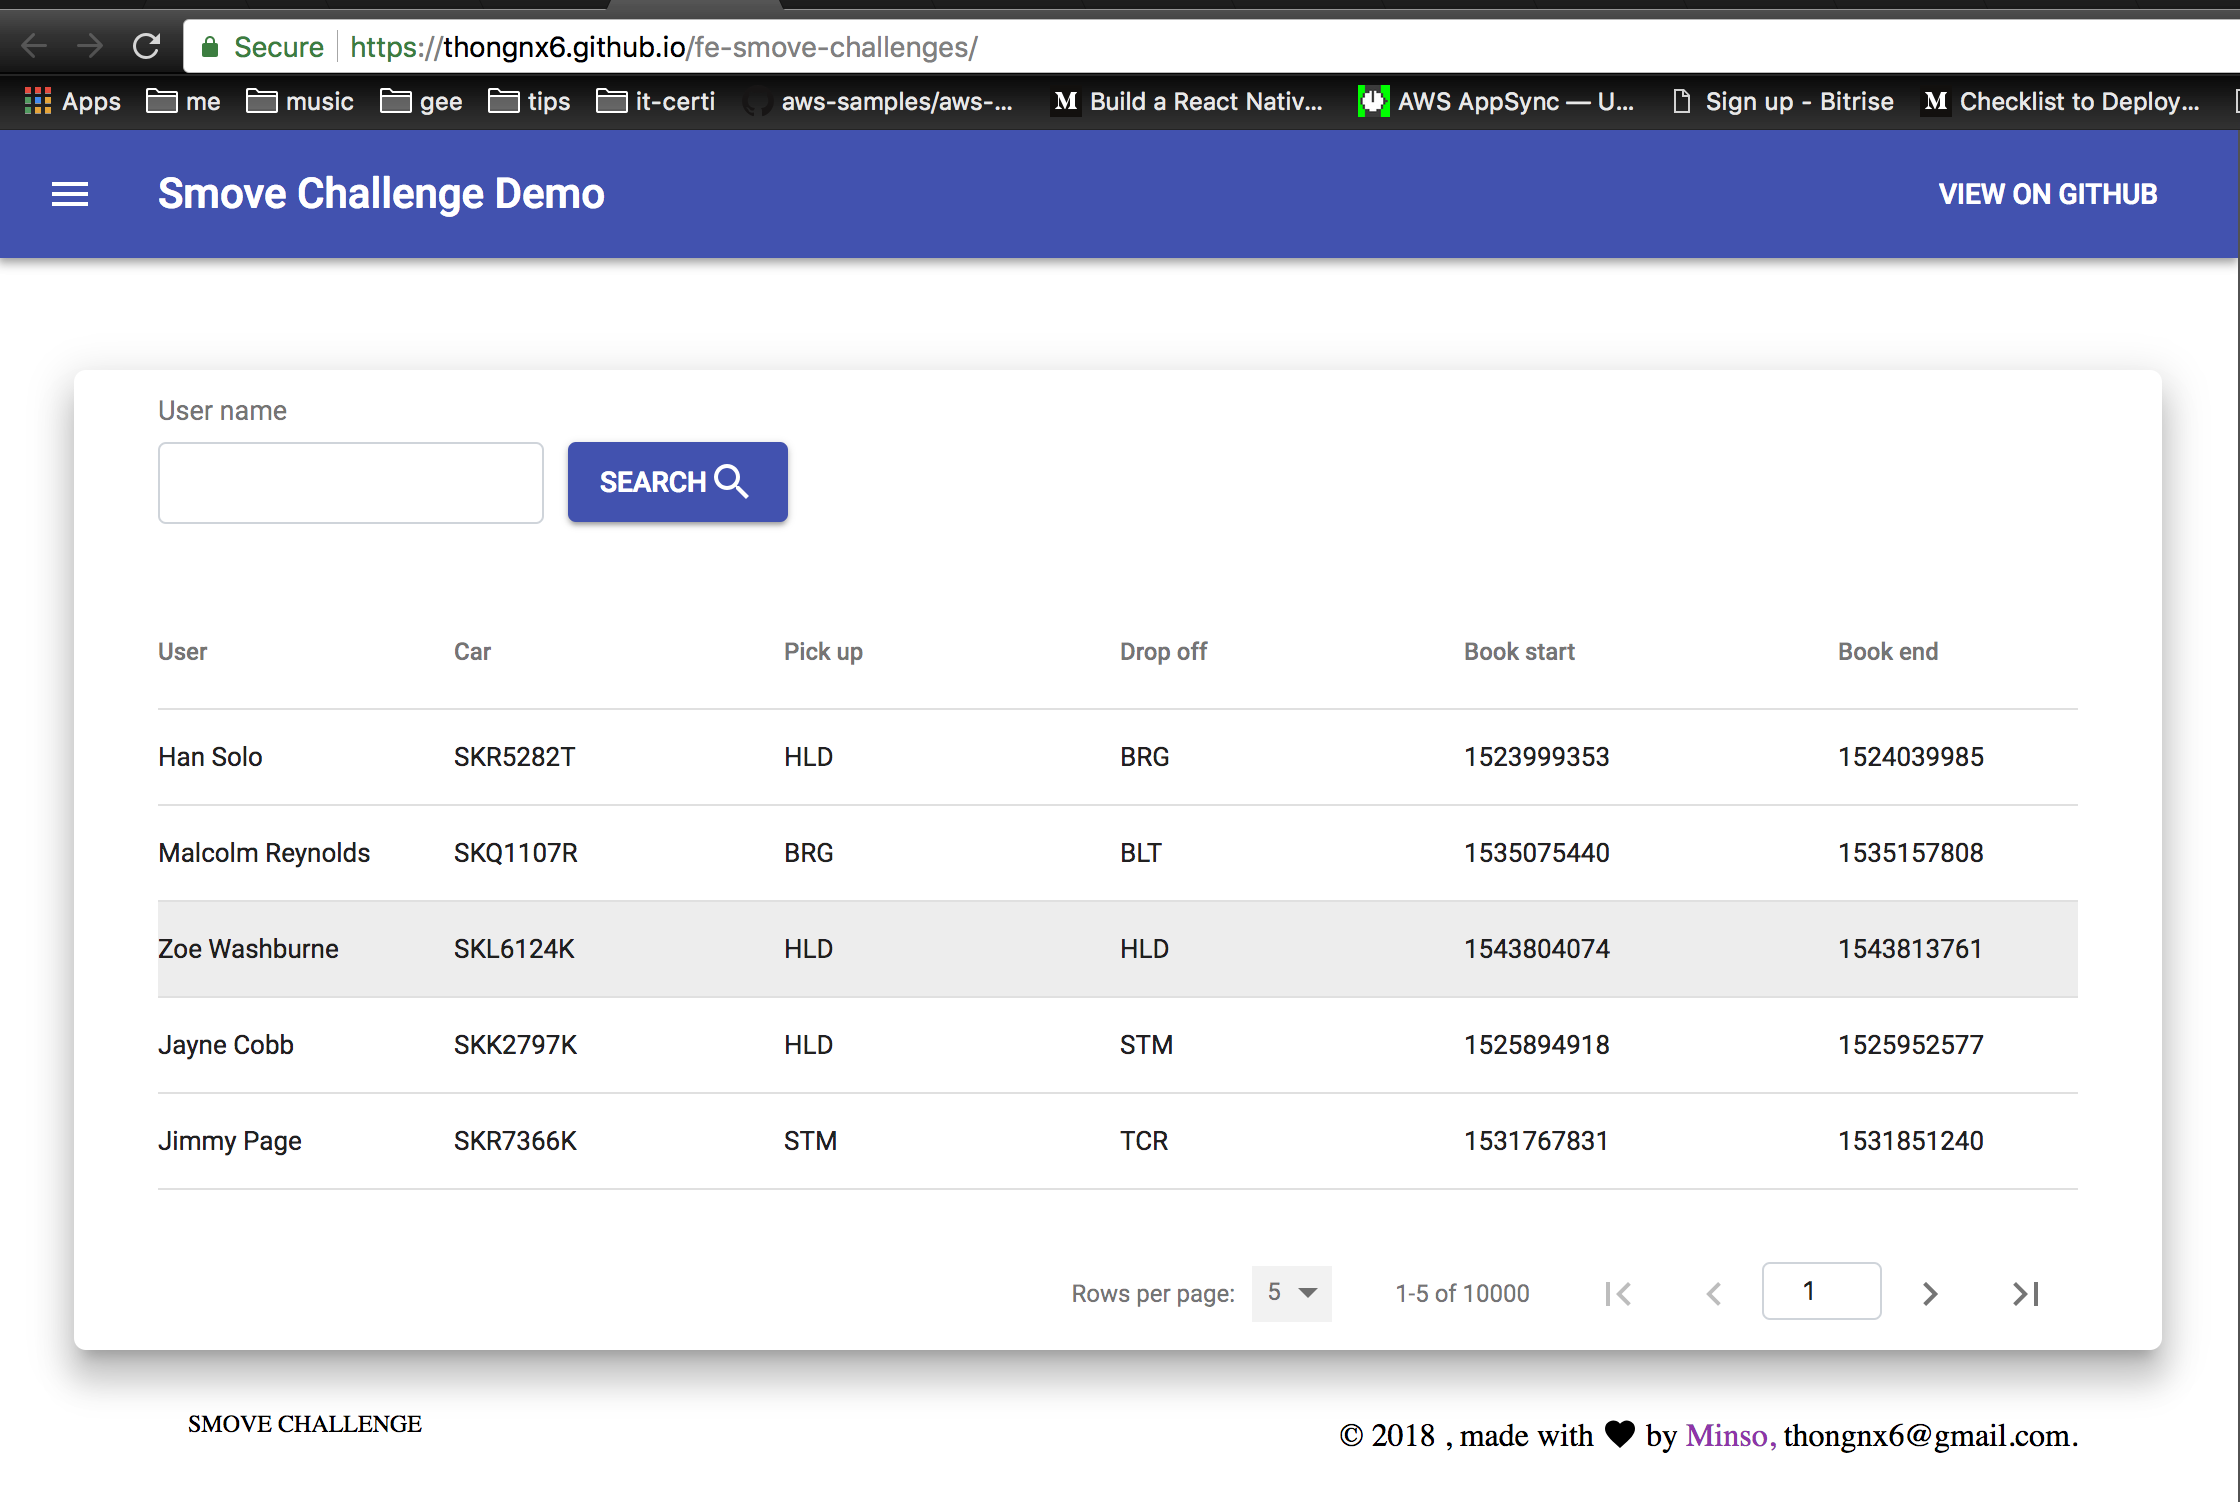 Secure https://thongnx6.github.io/fe-smove-challenges/
Apps me music gee tips it-certi aws-samples/aws-... Build a React Nativ... AWS AppSync — U... Sign up - Bitrise Checklist to Deploy...
Smove Challenge Demo VIEW ON GITHUB
User name
SEARCH
User Car Pick up Drop off Book start Book end
Han Solo SKR5282T HLD BRG 1523999353 1524039985
Malcolm Reynolds SKQ1107R BRG BLT 1535075440 1535157808
Zoe Washburne SKL6124K HLD HLD 1543804074 1543813761
Jayne Cobb SKK2797K HLD STM 1525894918 1525952577
Jimmy Page SKR7366K STM TCR 1531767831 1531851240
Rows per page: 5 1-5 of 10000 1
SMOVE CHALLENGE
© 2018 , made with ♥ by Minso, thongnx6@gmail.com.